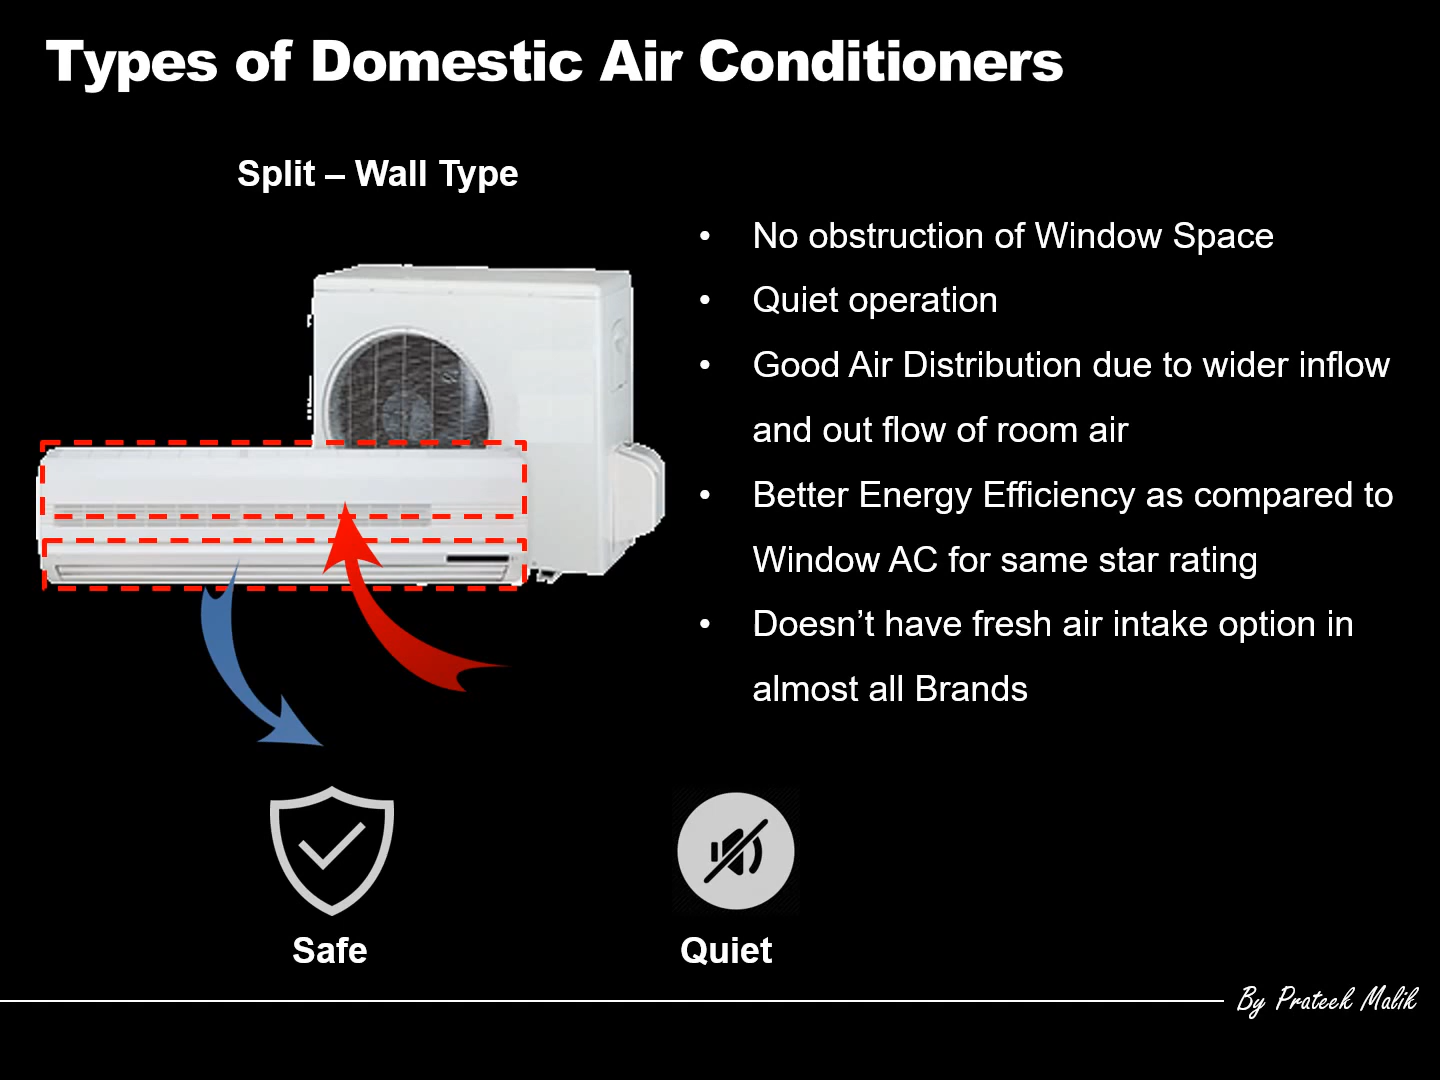 Types of Domestic Air Conditioners
Split – Wall Type
• No obstruction of Window Space
• Quiet operation
• Good Air Distribution due to wider inflow
and out flow of room air
• Better Energy Efficiency as compared to
Window AC for same star rating
• Doesn’t have fresh air intake option in
almost all Brands
Safe
Quiet
By Prateek Malik